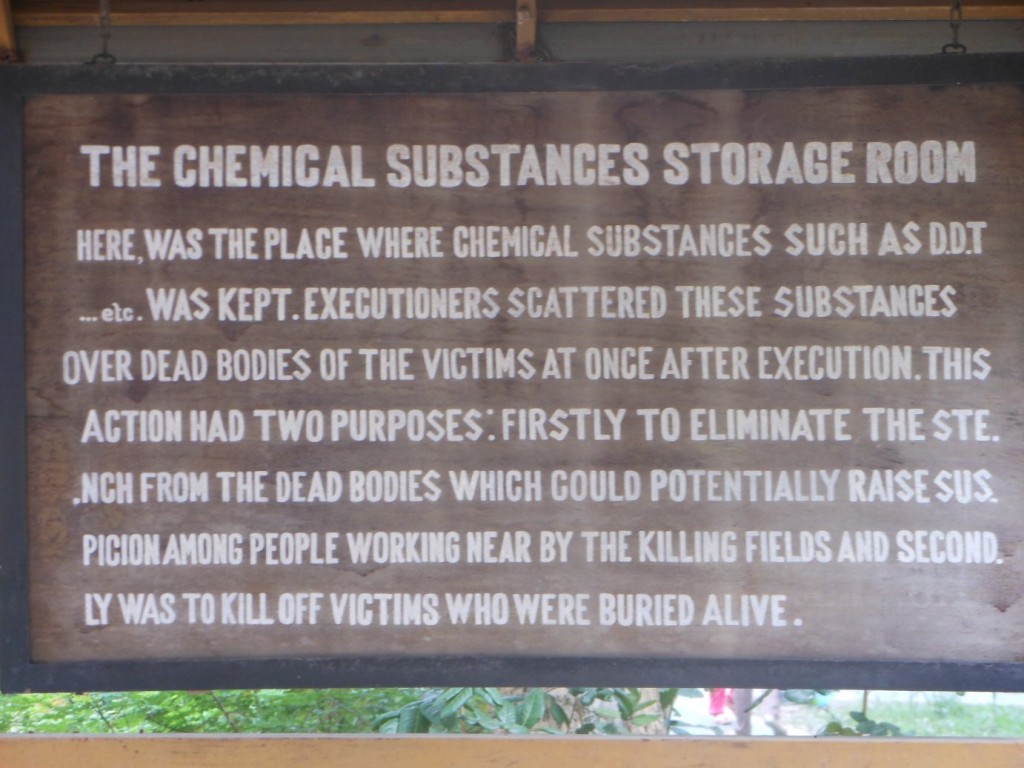 THE CHEMICAL SUBSTANCES STORAGE ROOM
HERE, WAS THE PLACE WHERE CHEMICAL SUBSTANCES SUCH AS D.D.T
...etc. WAS KEPT. EXECUTIONERS SCATTERED THESE SUBSTANCES
OVER DEAD BODIES OF THE VICTIMS AT ONCE AFTER EXECUTION. THIS
ACTION HAD TWO PURPOSES: FIRSTLY TO ELIMINATE THE STE.
.NCH FROM THE DEAD BODIES WHICH COULD POTENTIALLY RAISE SUS.
PICION AMONG PEOPLE WORKING NEAR BY THE KILLING FIELDS AND SECOND.
LY WAS TO KILL OFF VICTIMS WHO WERE BURIED ALIVE.